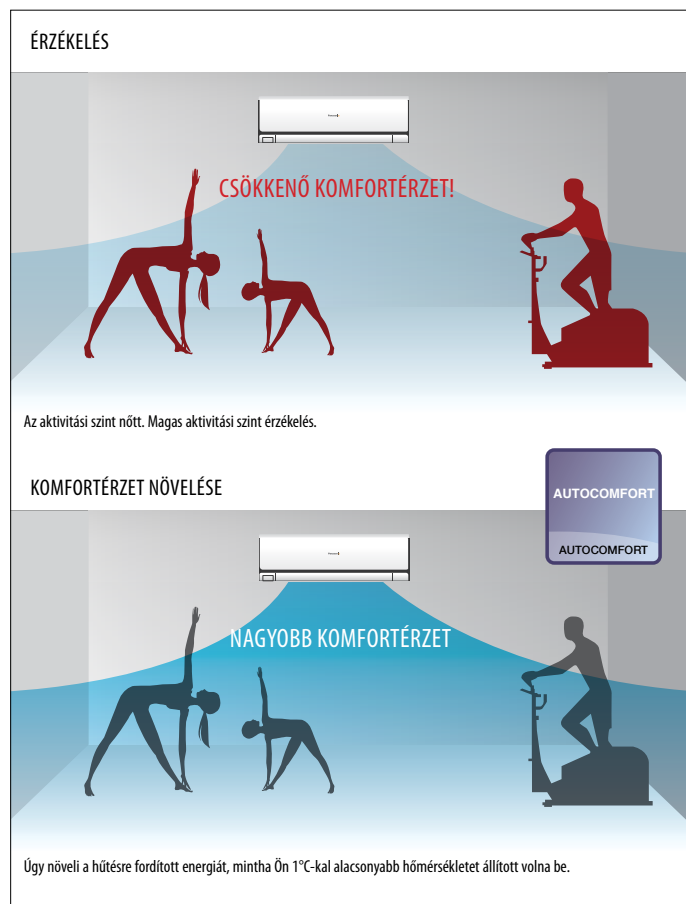 ÉRZÉKELÉS
CSÖKKENŐ KOMFORTÉRZET!
Az aktivitási szint nőtt. Magas aktivitási szint érzékelés.
KOMFORTÉRZET NÖVELÉSE
AUTOCOMFORT
AUTOCOMFORT
NAGYOBB KOMFORTÉRZET
Úgy növeli a hűtésre fordított energiát, mintha Ön 1°C-kal alacsonyabb hőmérsékletet állított volna be.